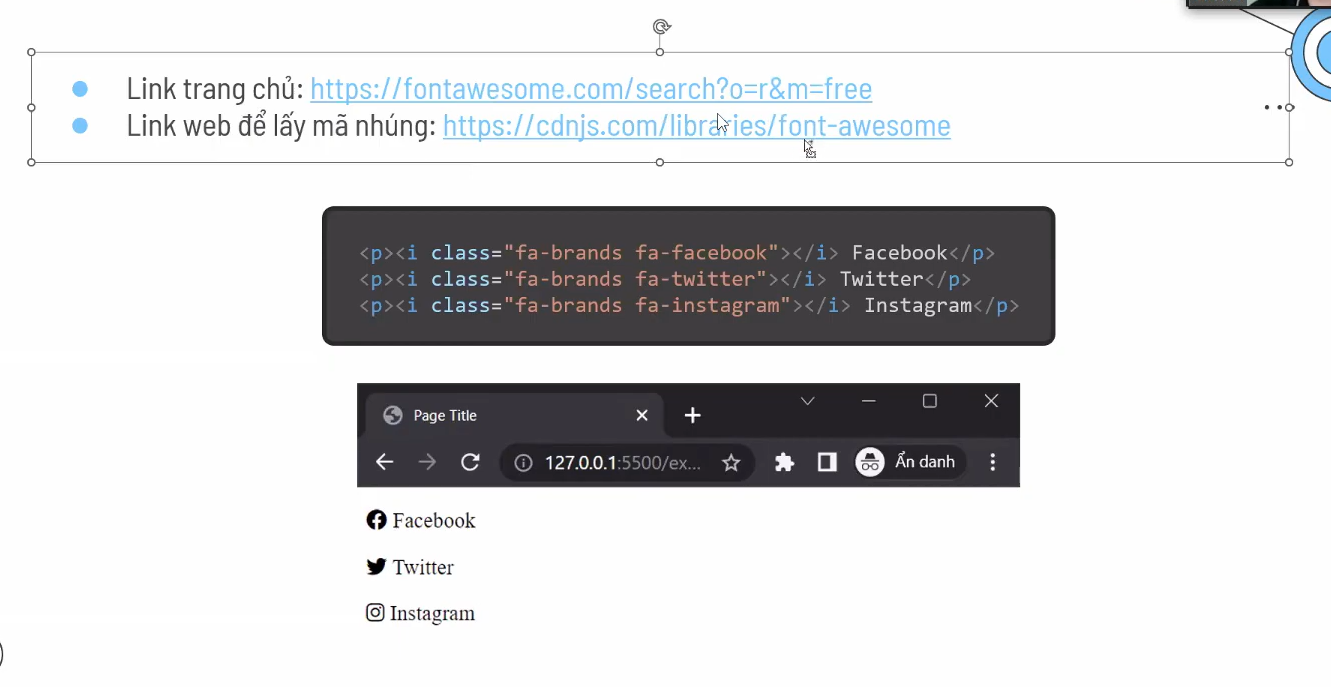 Link trang chủ: https://fontawesome.com/search?o=r&m=free
Link web để lấy mã nhúng: https://cdnjs.com/libraries/font-awesome
<p><i class="fa-brands fa-facebook"></i> Facebook</p>
<p><i class="fa-brands fa-twitter"></i> Twitter</p>
<p><i class="fa-brands fa-instagram"></i> Instagram</p>
Page Title
127.0.0.1:5500/ex...
Ẩn danh
Facebook
Twitter
Instagram